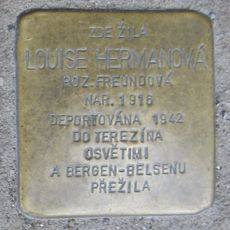 ZDE ŽILA
LOUISE HERMANOVÁ
ROZ. FREUNDOVÁ
NAR. 1916
DEPORTOVÁNA 1942
DO TEREZÍNA
OSVĚTIMI
A BERGEN-BELSENU
PŘEŽILA